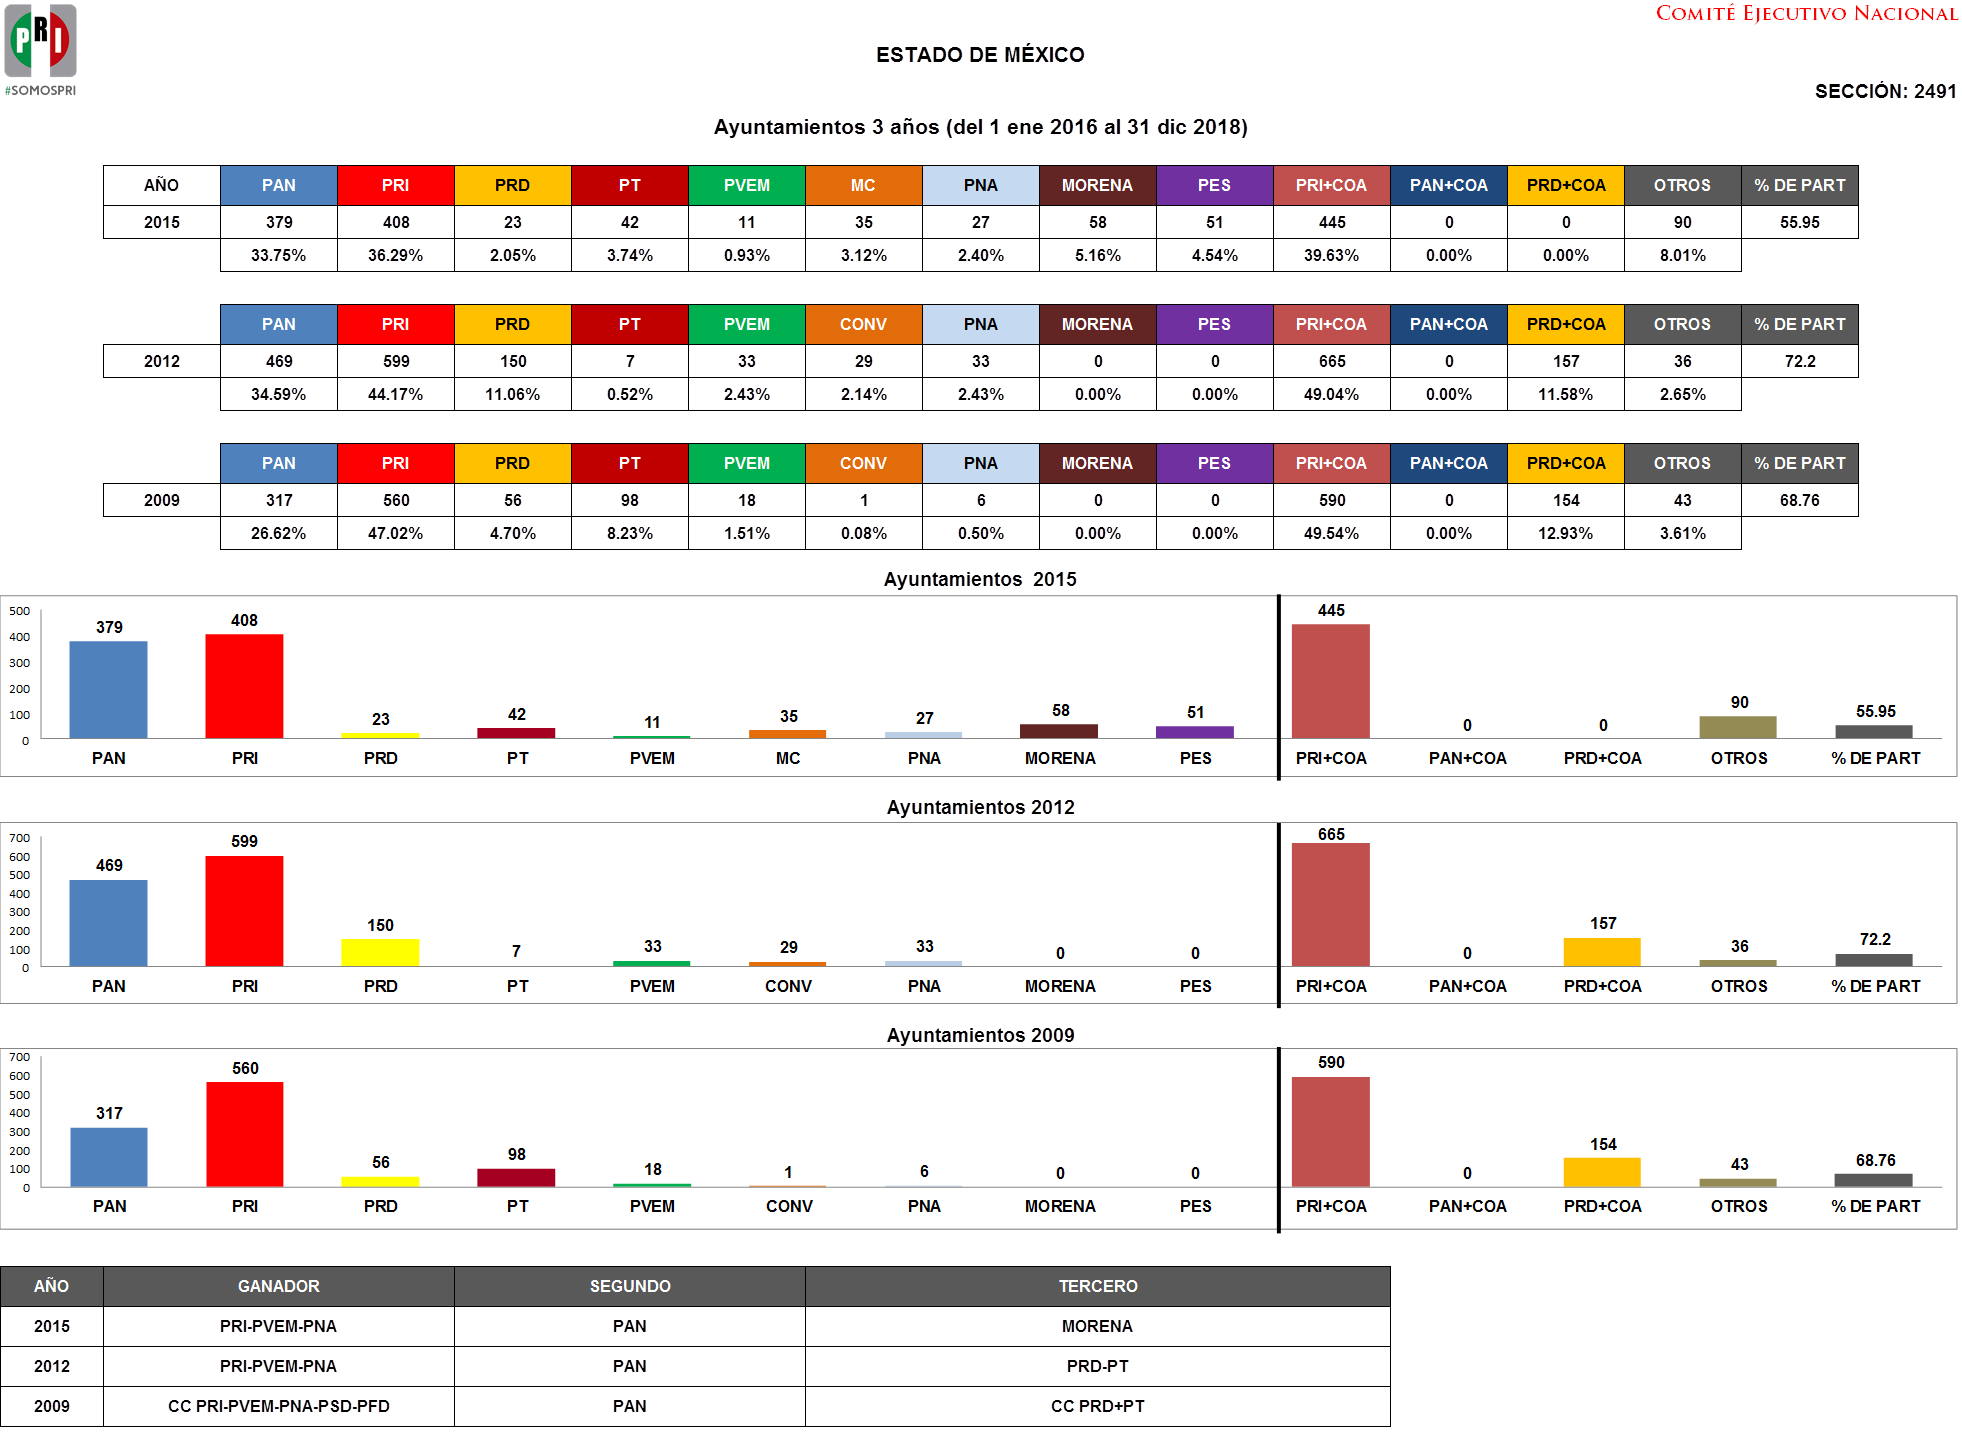 PRI
#SOMOSPRI
COMITÉ EJECUTIVO NACIONAL
ESTADO DE MÉXICO
SECCIÓN: 2491
Ayuntamientos 3 años (del 1 ene 2016 al 31 dic 2018)
AÑO PAN PRI PRD PT PVEM MC PNA MORENA PES PRI+COA PAN+COA PRD+COA OTROS % DE PART
2015 379 408 23 42 11 35 27 58 51 445 0 0 90 55.95
33.75% 36.29% 2.05% 3.74% 0.93% 3.12% 2.40% 5.16% 4.54% 39.63% 0.00% 0.00% 8.01%
PAN PRI PRD PT PVEM CONV PNA MORENA PES PRI+COA PAN+COA PRD+COA OTROS % DE PART
2012 469 599 150 7 33 29 33 0 0 665 0 157 36 72.2
34.59% 44.17% 11.06% 0.52% 2.43% 2.14% 2.43% 0.00% 0.00% 49.04% 0.00% 11.58% 2.65%
PAN PRI PRD PT PVEM CONV PNA MORENA PES PRI+COA PAN+COA PRD+COA OTROS % DE PART
2009 317 560 56 98 18 1 6 0 0 590 0 154 43 68.76
26.62% 47.02% 4.70% 8.23% 1.51% 0.08% 0.50% 0.00% 0.00% 49.54% 0.00% 12.93% 3.61%
Ayuntamientos 2015
500
400
300
200
100
0
379 408 23 42 11 35 27 58 51 445 0 0 90 55.95
PAN PRI PRD PT PVEM MC PNA MORENA PES PRI+COA PAN+COA PRD+COA OTROS % DE PART
Ayuntamientos 2012
700
600
500
400
300
200
100
0
469 599 150 7 33 29 33 0 0 665 0 157 36 72.2
PAN PRI PRD PT PVEM CONV PNA MORENA PES PRI+COA PAN+COA PRD+COA OTROS % DE PART
Ayuntamientos 2009
700
600
500
400
300
200
100
0
317 560 56 98 18 1 6 0 0 590 0 154 43 68.76
PAN PRI PRD PT PVEM CONV PNA MORENA PES PRI+COA PAN+COA PRD+COA OTROS % DE PART
AÑO GANADOR SEGUNDO TERCERO
2015 PRI-PVEM-PNA PAN MORENA
2012 PRI-PVEM-PNA PAN PRD-PT
2009 CC PRI-PVEM-PNA-PSD-PFD PAN CC PRD+PT